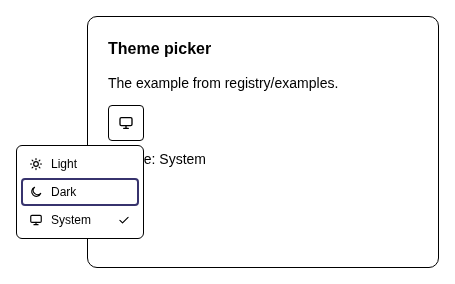 Theme picker
The example from registry/examples.
e: System
Light
Dark
System